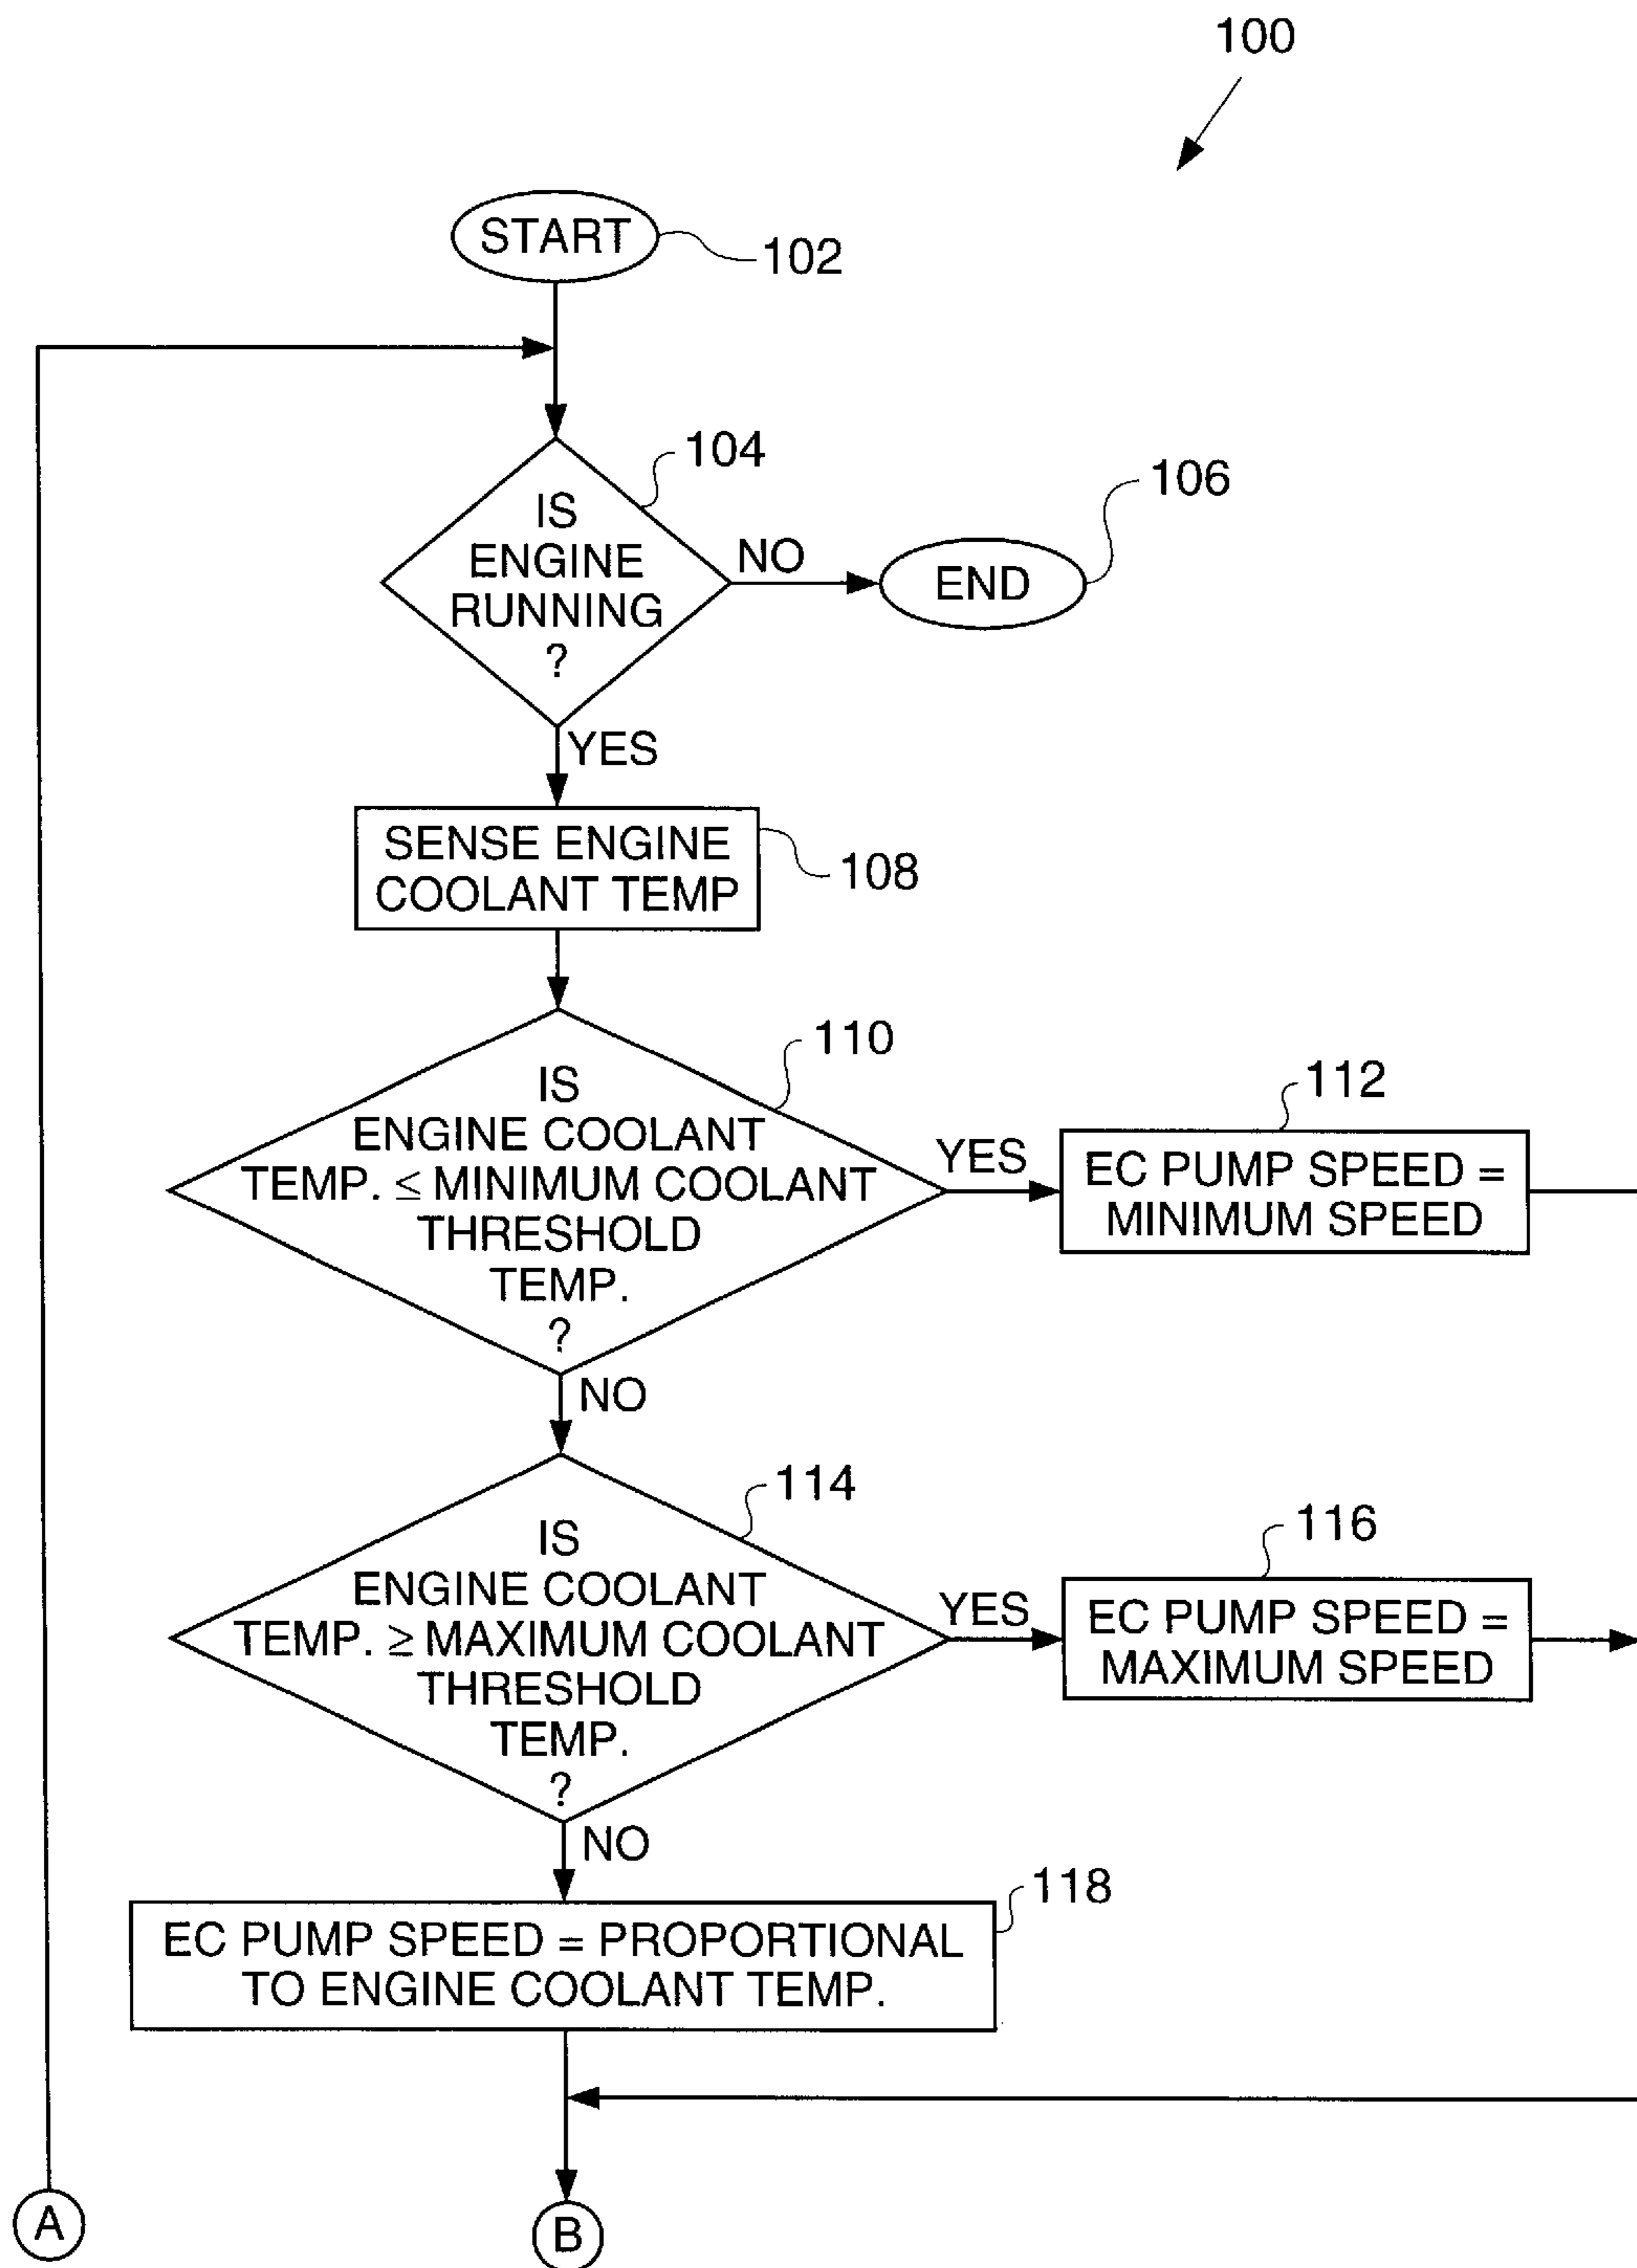 100
START
102
104
IS
ENGINE
RUNNING
?
NO
END
106
YES
SENSE ENGINE
COOLANT TEMP
108
110
IS
ENGINE COOLANT
TEMP. ≤ MINIMUM COOLANT
THRESHOLD
TEMP.
?
YES
112
EC PUMP SPEED =
MINIMUM SPEED
NO
114
IS
ENGINE COOLANT
TEMP. ≥ MAXIMUM COOLANT
THRESHOLD
TEMP.
?
YES
116
EC PUMP SPEED =
MAXIMUM SPEED
NO
118
EC PUMP SPEED = PROPORTIONAL
TO ENGINE COOLANT TEMP.
A
B